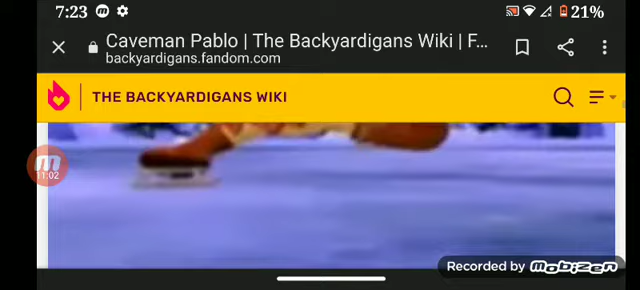 7:23
21%
Caveman Pablo | The Backyardigans Wiki | F...
backyardigans.fandom.com
THE BACKYARDIGANS WIKI
11:02
Recorded by Mobizen